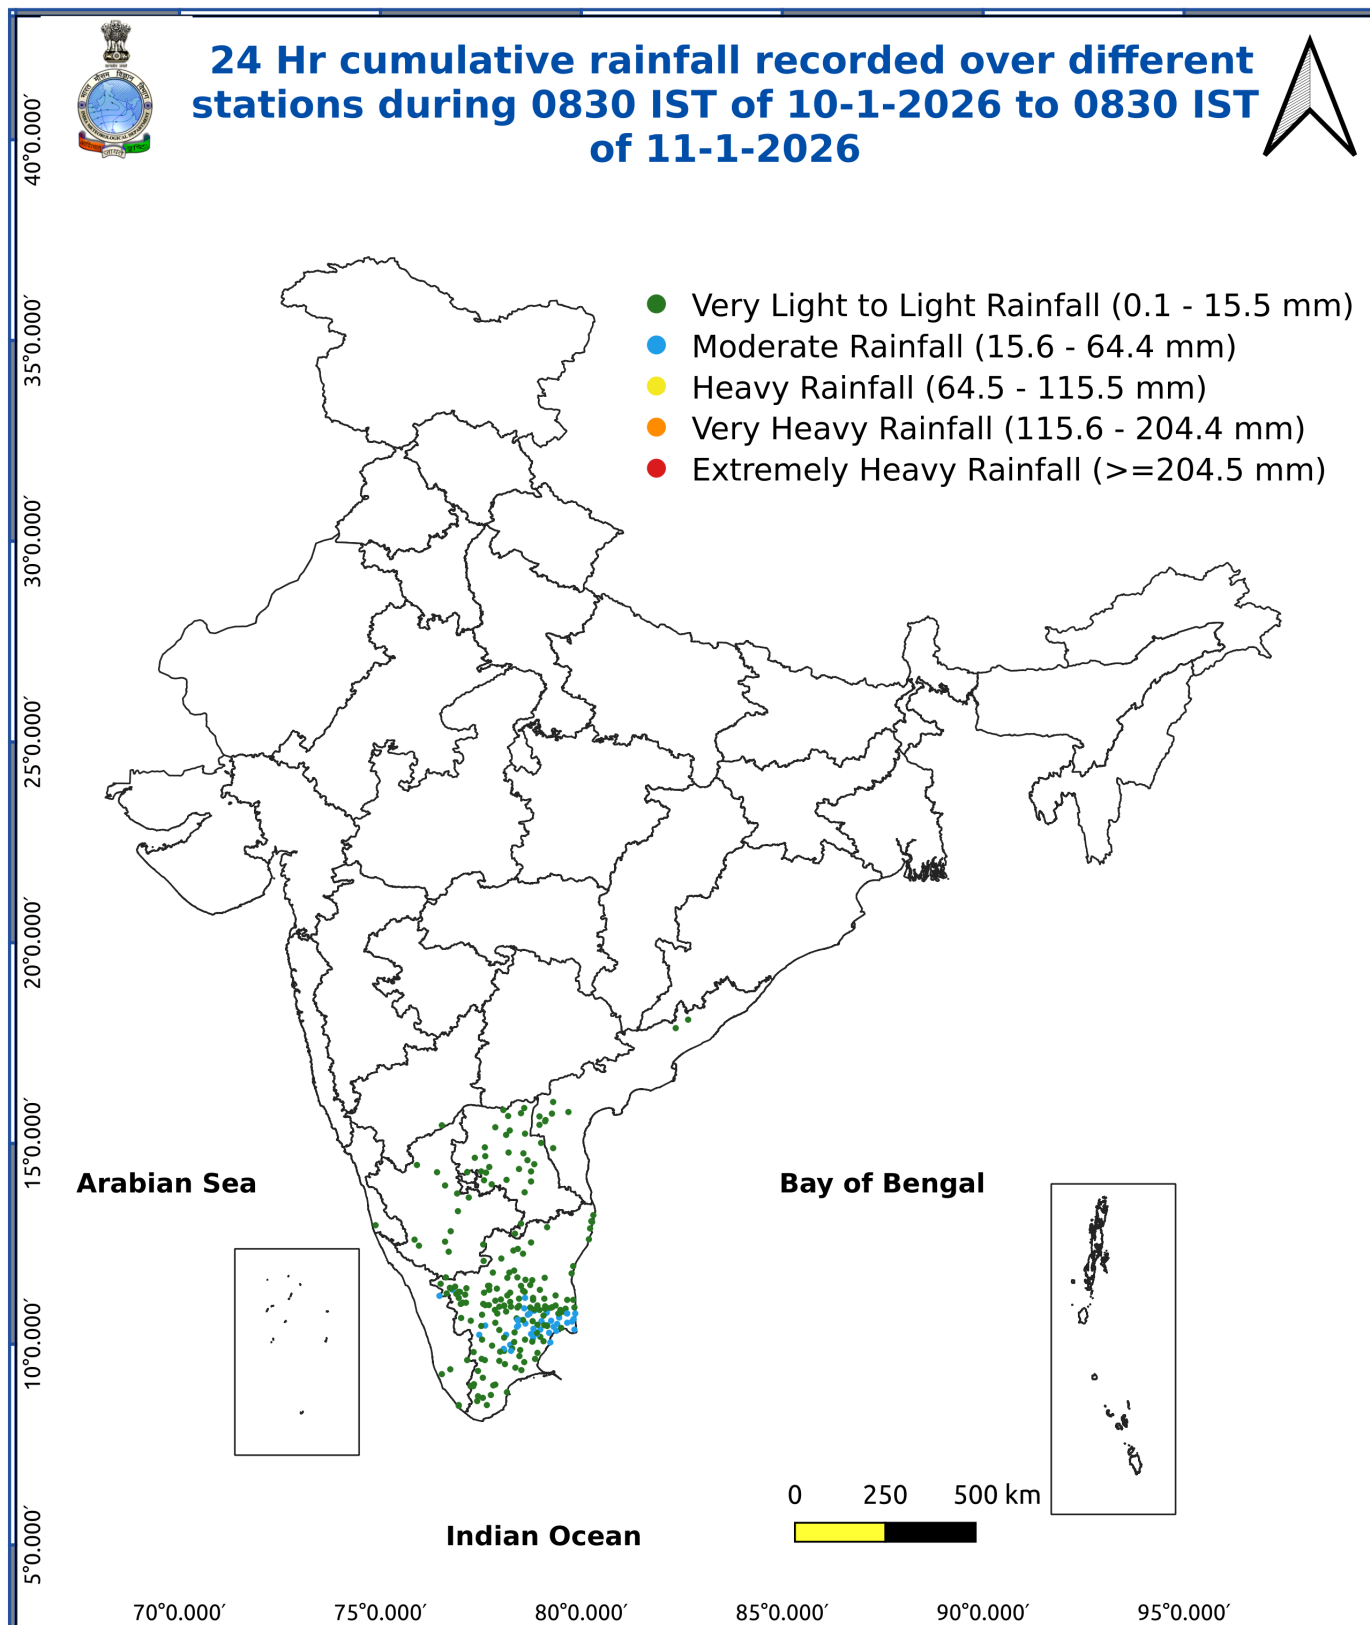 24 Hr cumulative rainfall recorded over different
stations during 0830 IST of 10-1-2026 to 0830 IST
of 11-1-2026
Very Light to Light Rainfall (0.1 - 15.5 mm)
Moderate Rainfall (15.6 - 64.4 mm)
Heavy Rainfall (64.5 - 115.5 mm)
Very Heavy Rainfall (115.6 - 204.4 mm)
Extremely Heavy Rainfall (>=204.5 mm)
40°0.000′
35°0.000′
30°0.000′
25°0.000′
20°0.000′
15°0.000′
10°0.000′
5°0.000′
Arabian Sea
Bay of Bengal
Indian Ocean
0 250 500 km
70°0.000′ 75°0.000′ 80°0.000′ 85°0.000′ 90°0.000′ 95°0.000′